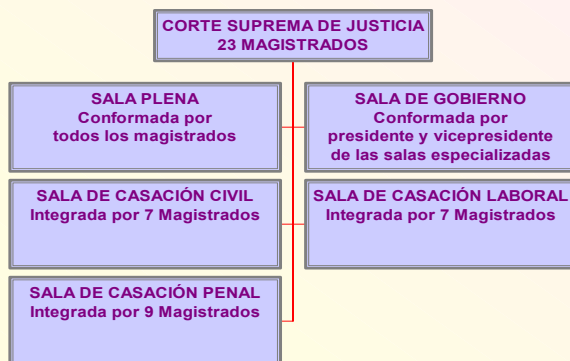 CORTE SUPREMA DE JUSTICIA
23 MAGISTRADOS
SALA PLENA
Conformada por
todos los magistrados
SALA DE GOBIERNO
Conformada por
presidente y vicepresidente
de las salas especializadas
SALA DE CASACIÓN CIVIL
Integrada por 7 Magistrados
SALA DE CASACIÓN LABORAL
Integrada por 7 Magistrados
SALA DE CASACIÓN PENAL
Integrada por 9 Magistrados